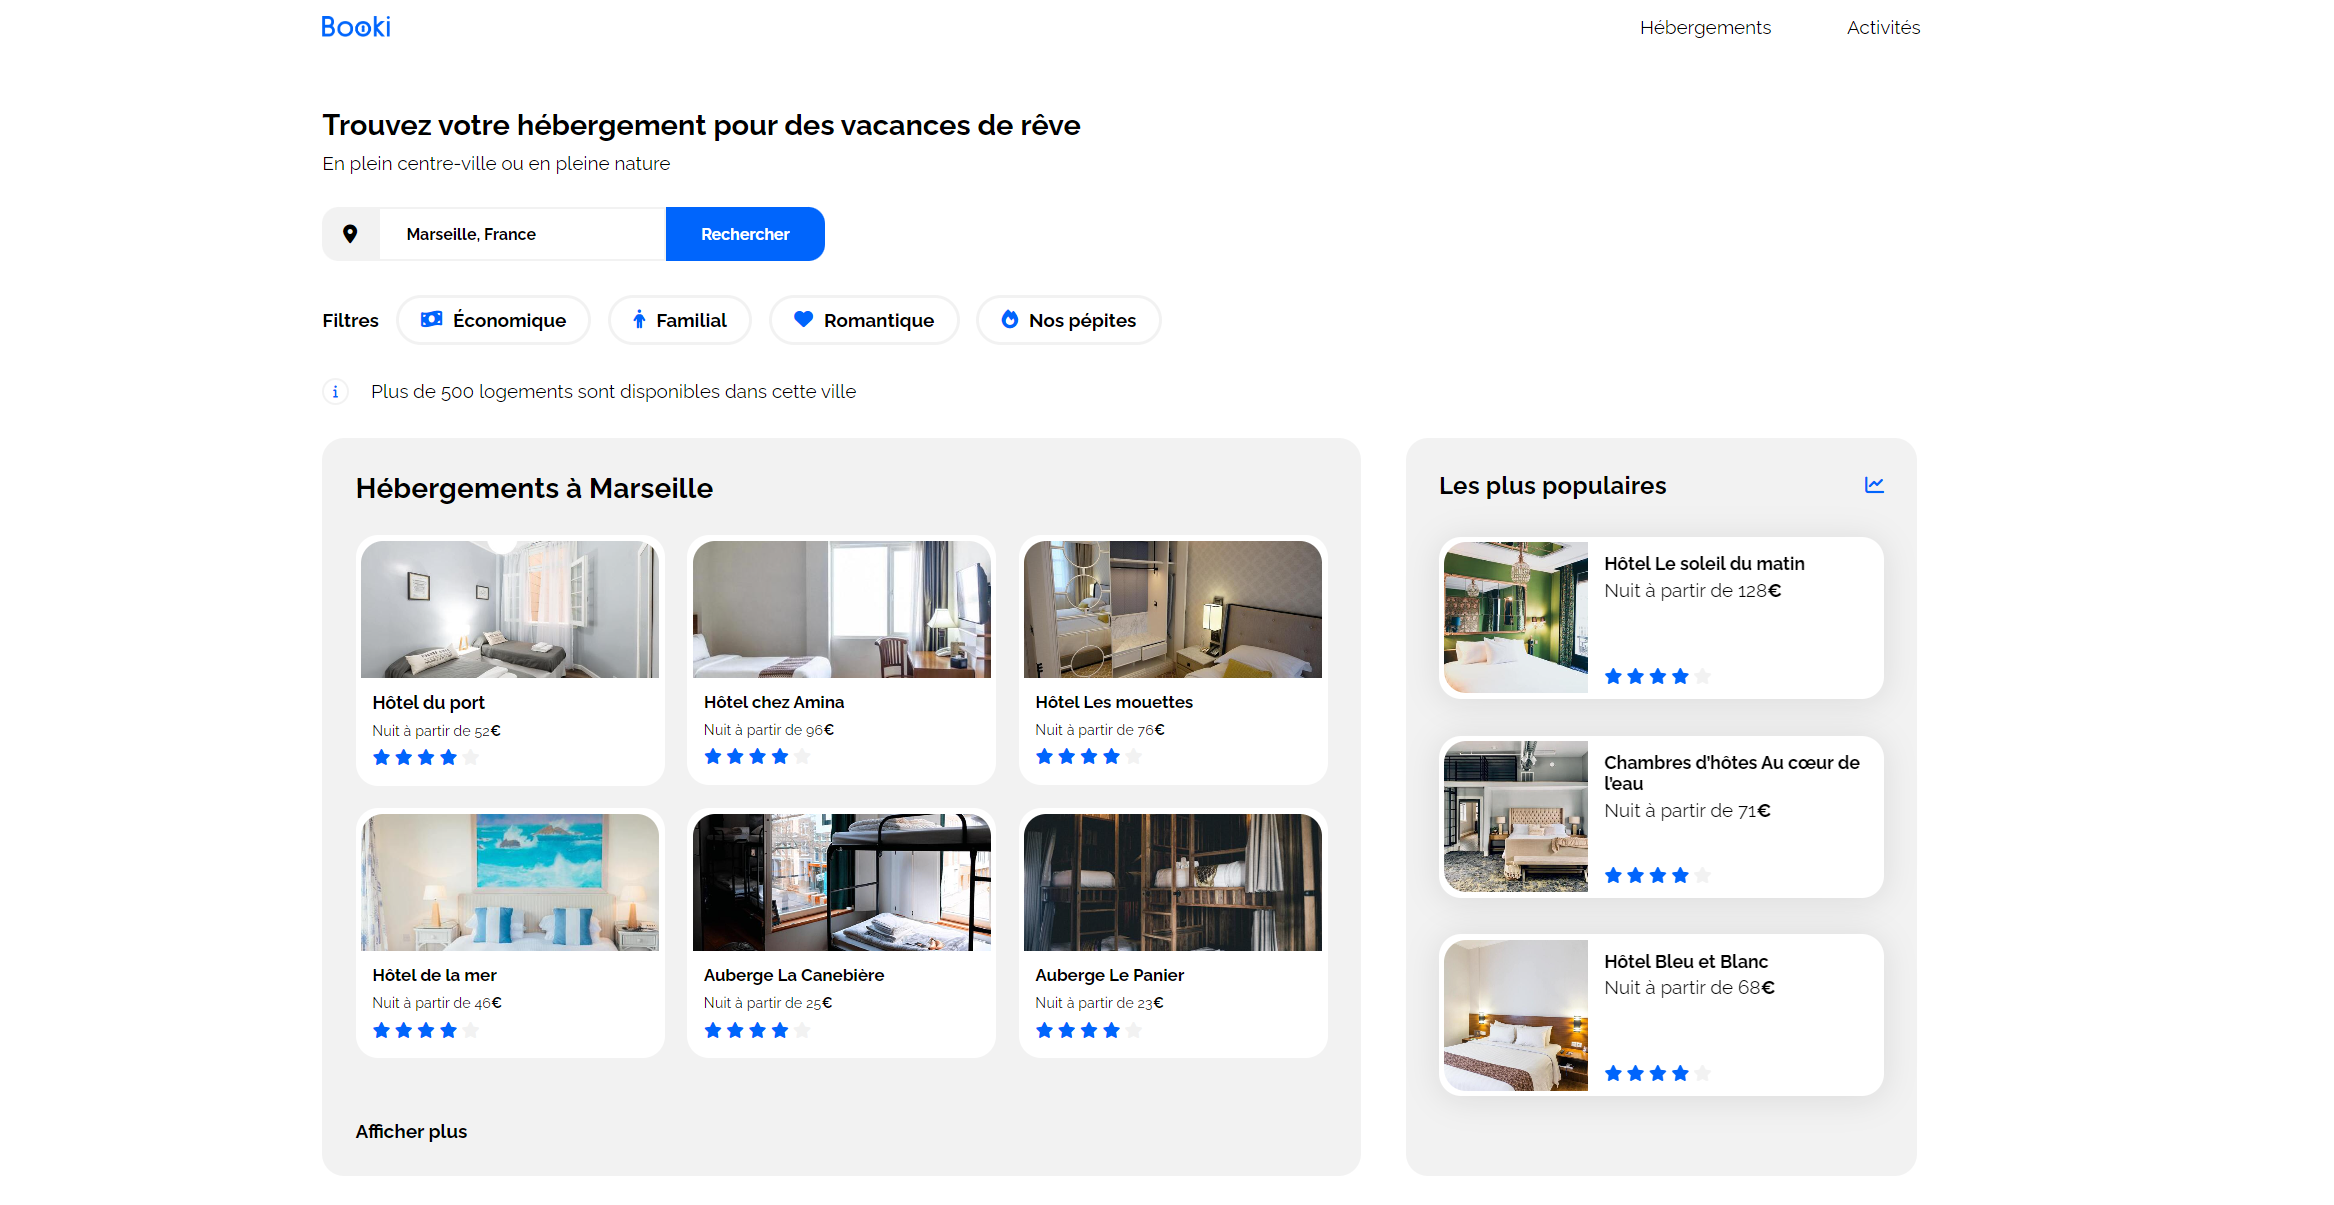 Booki
Hébergements
Activités
Trouvez votre hébergement pour des vacances de rêve
En plein centre-ville ou en pleine nature
Marseille, France
Rechercher
Filtres
Économique
Familial
Romantique
Nos pépites
Plus de 500 logements sont disponibles dans cette ville
Hébergements à Marseille
Hôtel du port
Nuit à partir de 52€
Hôtel chez Amina
Nuit à partir de 96€
Hôtel Les mouettes
Nuit à partir de 76€
Hôtel de la mer
Nuit à partir de 46€
Auberge La Canebière
Nuit à partir de 25€
Auberge Le Panier
Nuit à partir de 23€
Afficher plus
Les plus populaires
Hôtel Le soleil du matin
Nuit à partir de 128€
Chambres d'hôtes Au cœur de
l'eau
Nuit à partir de 71€
Hôtel Bleu et Blanc
Nuit à partir de 68€